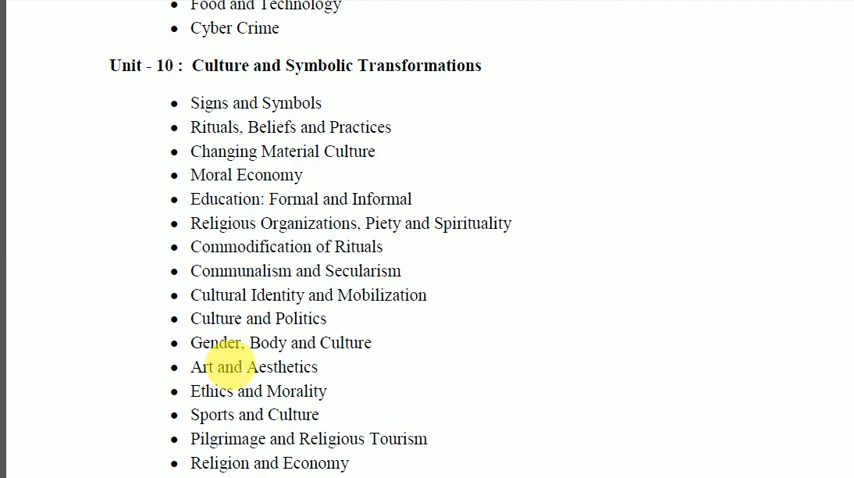 Food and Technology
• Cyber Crime
Unit - 10 : Culture and Symbolic Transformations
• Signs and Symbols
• Rituals, Beliefs and Practices
• Changing Material Culture
• Moral Economy
• Education: Formal and Informal
• Religious Organizations, Piety and Spirituality
• Commodification of Rituals
• Communalism and Secularism
• Cultural Identity and Mobilization
• Culture and Politics
• Gender, Body and Culture
• Art and Aesthetics
• Ethics and Morality
• Sports and Culture
• Pilgrimage and Religious Tourism
• Religion and Economy